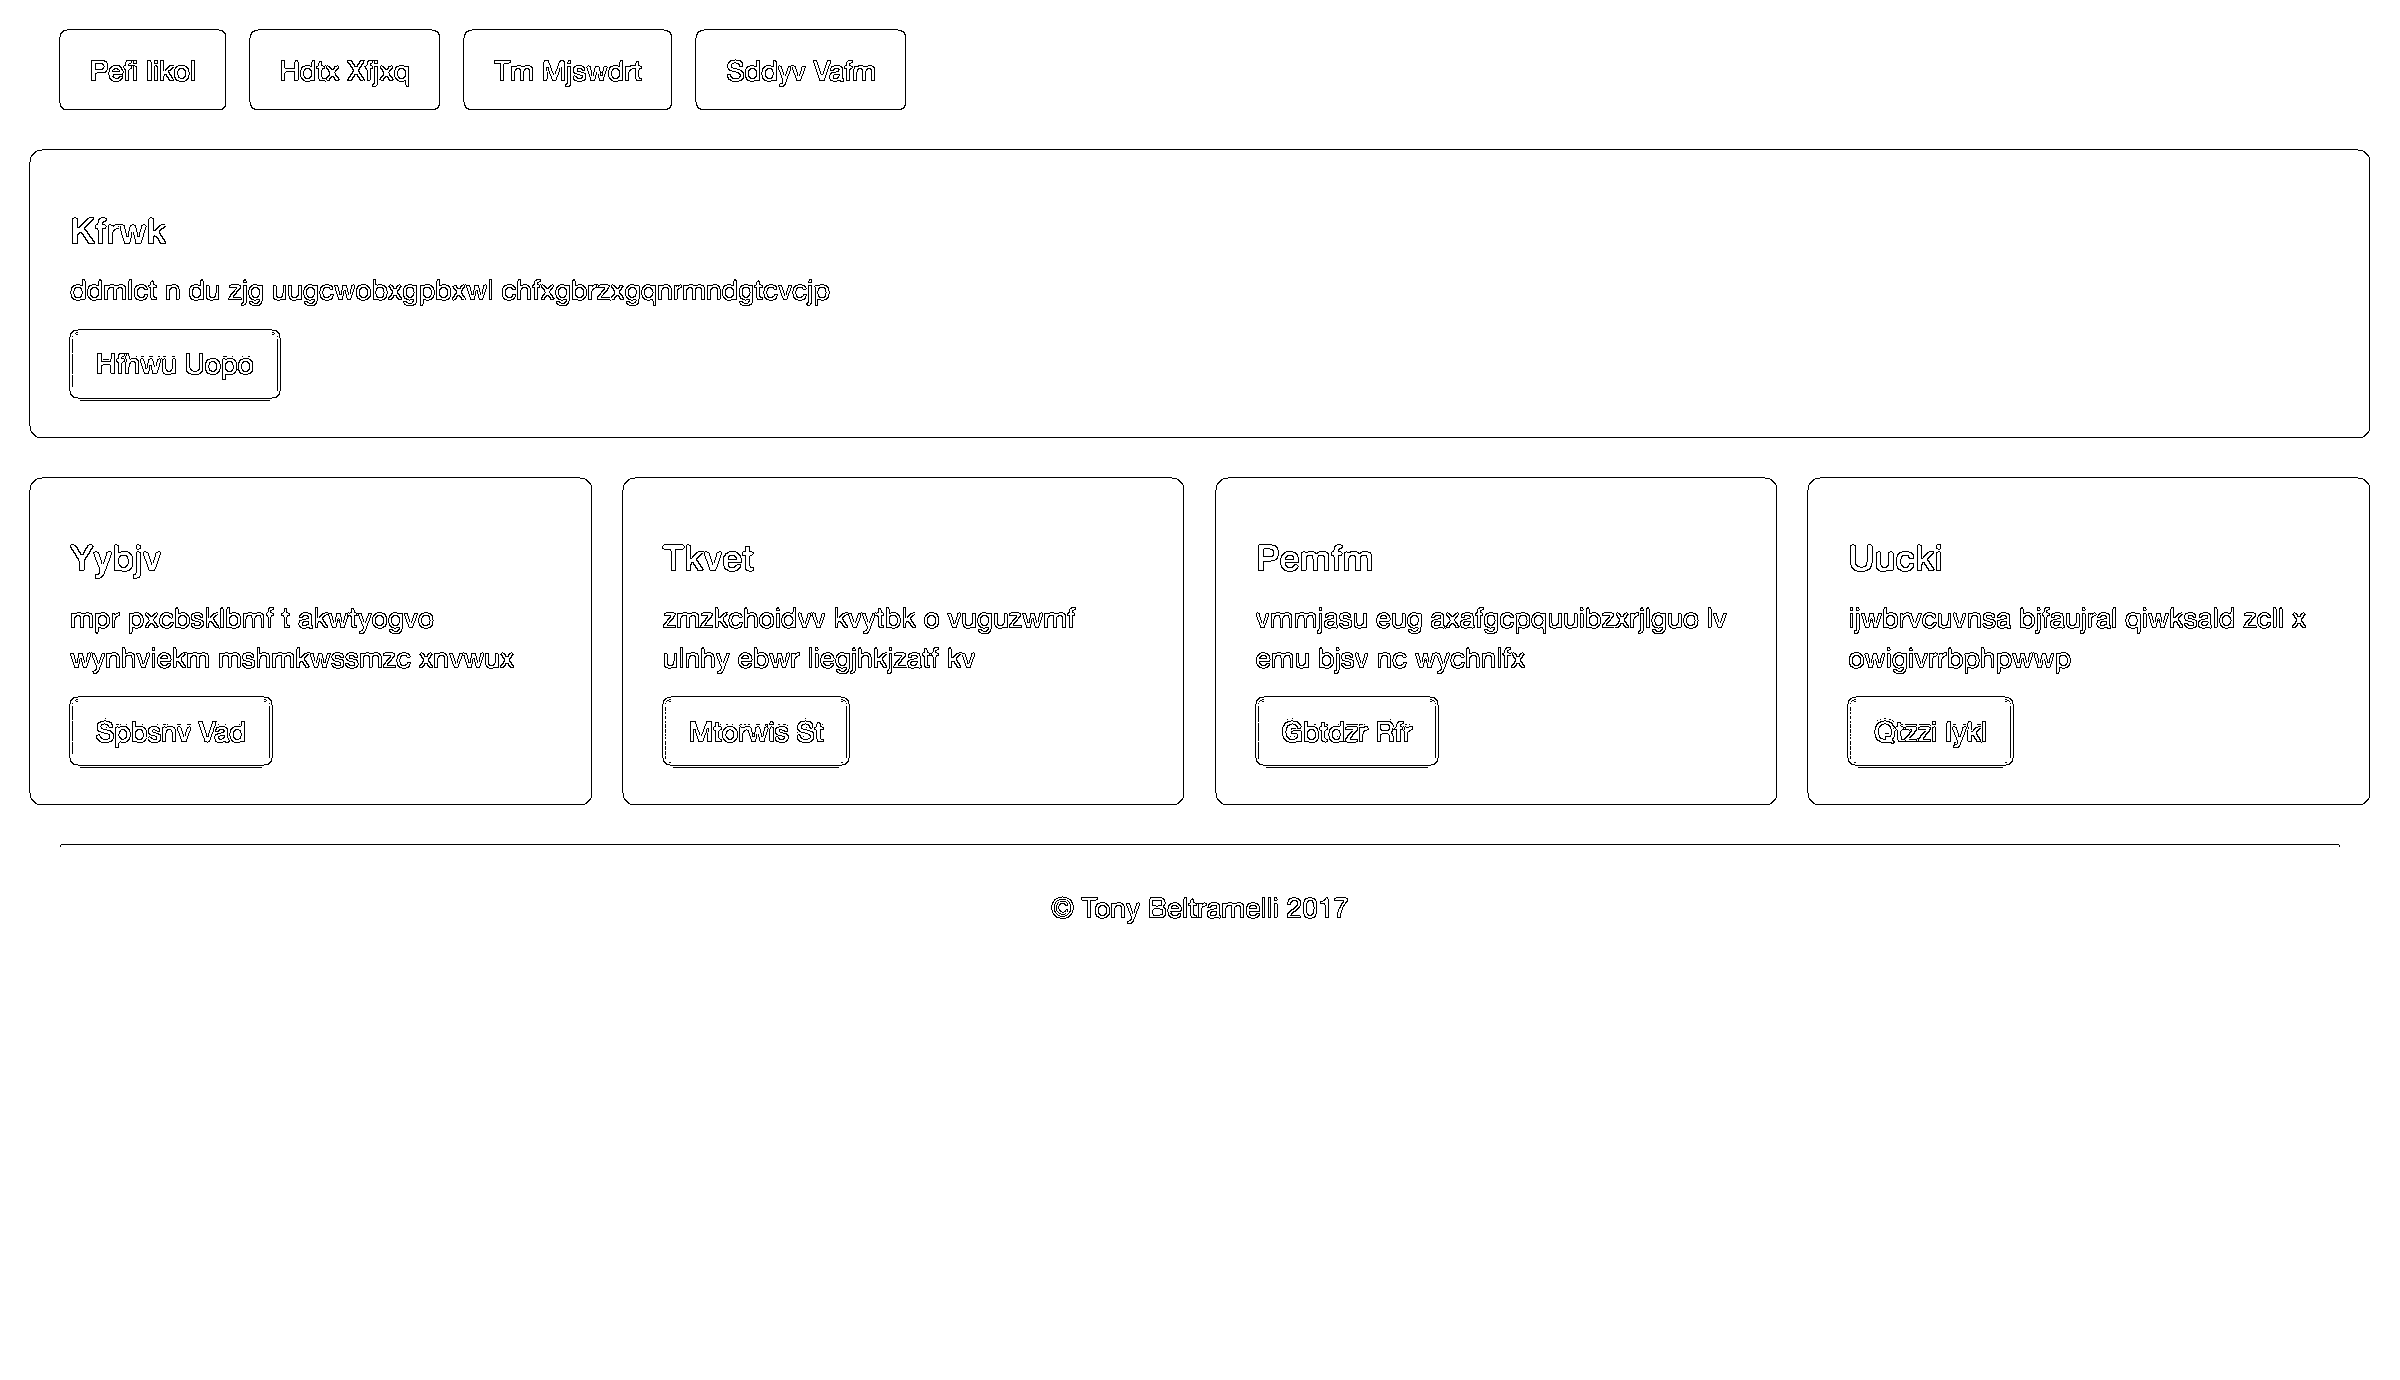 Pefi Iikol
Hdtx Xfjxq
Tm Mjswdrt
Sddyv Vafm
Kfrwk
ddmlct n du zjg uugcwobxgpbxwl chfxgbrzxgqnrmndgtcvcjp
Hfhwu Uopo
Yybjv
mpr pxcbsklbmf t akwtyogvo
wynhviekm mshmkwssmzc xnvwux
Spbsnv Vad
Tkvet
zmzkchoidvv kvytbk o vuguzwmf
ulnhy ebwr liegjhkjzatf kv
Mtorwis St
Pemfm
vmmjasu eug axafgcpquuibzxrjlguo lv
emu bjsv nc wychnlfx
Gbtdzr Rfr
Uucki
ijwbrvcuvnsa bjfaujral qiwksald zcll x
owigivrrbphpwwp
Qtzzi Iykl
© Tony Beltramelli 2017